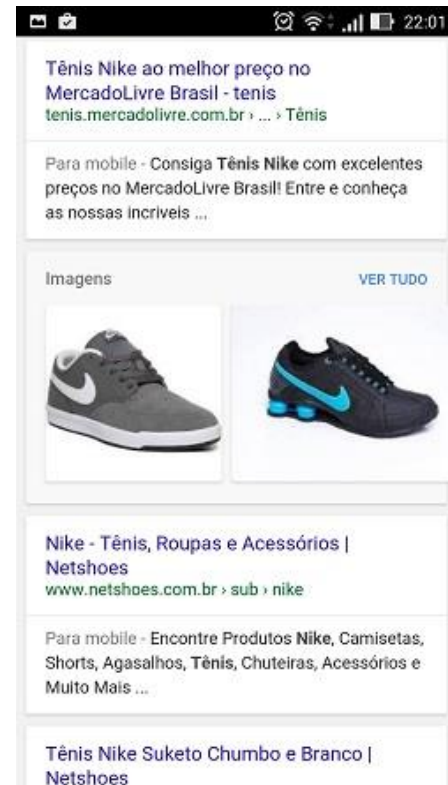 22:01
Tênis Nike ao melhor preço no
MercadoLivre Brasil - tenis
tenis.mercadolivre.com.br › ... › Tênis
Para mobile - Consiga Tênis Nike com excelentes
preços no MercadoLivre Brasil! Entre e conheça
as nossas incriveis ...
Imagens
VER TUDO
Nike - Tênis, Roupas e Acessórios |
Netshoes
www.netshoes.com.br › sub › nike
Para mobile - Encontre Produtos Nike, Camisetas,
Shorts, Agasalhos, Tênis, Chuteiras, Acessórios e
Muito Mais ...
Tênis Nike Suketo Chumbo e Branco |
Netshoes